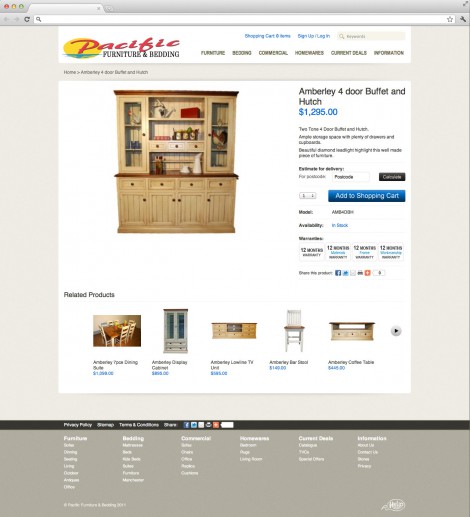 Shopping Cart 0 items
Sign Up / Log in
Keywords
Pacific
FURNITURE & BEDDING
FURNITURE BEDDING COMMERCIAL HOMEWARES CURRENT DEALS INFORMATION
Home > Amberley 4 door Buffet and Hutch
Amberley 4 door Buffet and
Hutch
$1,295.00
Two Tone 4 Door Buffet and Hutch.
Ample storage space with plenty of drawers and
cupboards.
Beautiful diamond leadlight highlight this well made
piece of furniture.
Estimate for delivery:
For postcode: Postcode Calculate
1 Add to Shopping Cart
Model: AMB4DBH
Availability: In Stock
Warranties:
12 MONTHS 12 MONTHS 12 MONTHS 12 MONTHS
WARRANTY Materials Frame Workmanship
WARRANTY WARRANTY WARRANTY
Share this product: 0
Related Products
Amberley 7pce Dining
Suite
$1,099.00
Amberley Display
Cabinet
$895.00
Amberley Lowline TV
Unit
$595.00
Amberley Bar Stool
$149.00
Amberley Coffee Table
$445.00
Privacy Policy Sitemap Terms & Conditions Share:
Furniture
Sofas
Dining
Seating
Living
Outdoor
Antiques
Office
Bedding
Mattresses
Beds
Kids Beds
Suites
Furniture
Manchester
Commercial
Sofas
Chairs
Office
Cushions
Homewares
Bedroom
Rugs
Living Room
Current Deals
Catalogue
TVCs
Special Offers
Information
About Us
Contact Us
Stores
Privacy
© Pacific Furniture & Bedding 2011